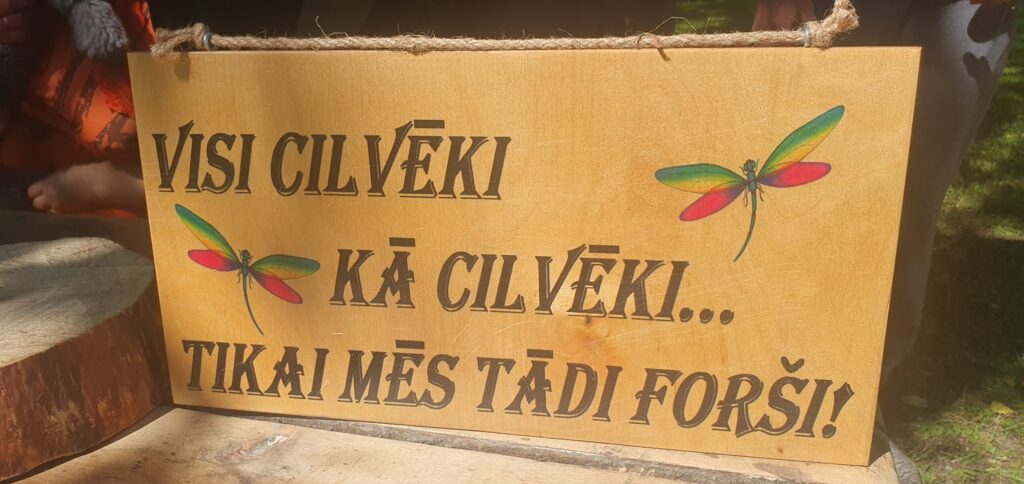 VISI CILVĒKI
KĀ CILVĒKI...
TIKAI MĒS TĀDI FORŠI!